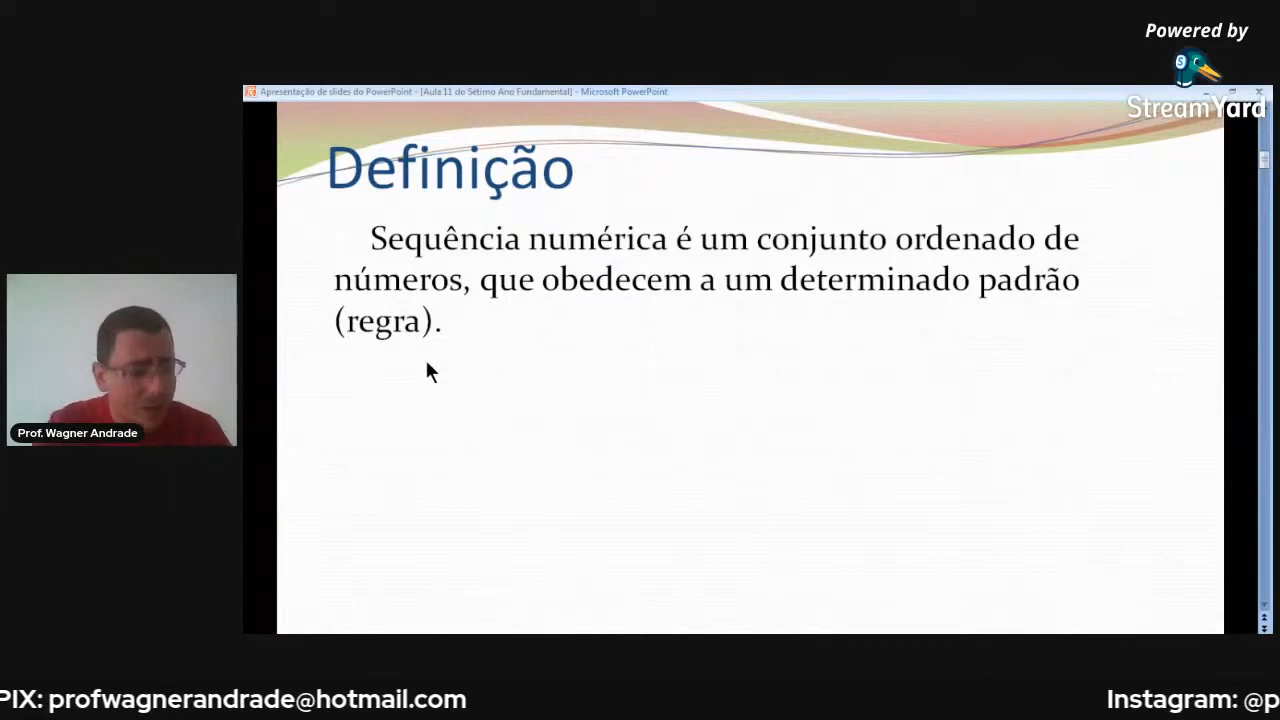 Powered by
StreamYard
Apresentação de slides do PowerPoint - [Aula 11 do Sétimo Ano Fundamental] - Microsoft PowerPoint
Definição
Sequência numérica é um conjunto ordenado de
números, que obedecem a um determinado padrão
(regra).
Prof. Wagner Andrade
PIX: profwagnerandrade@hotmail.com
Instagram: @p